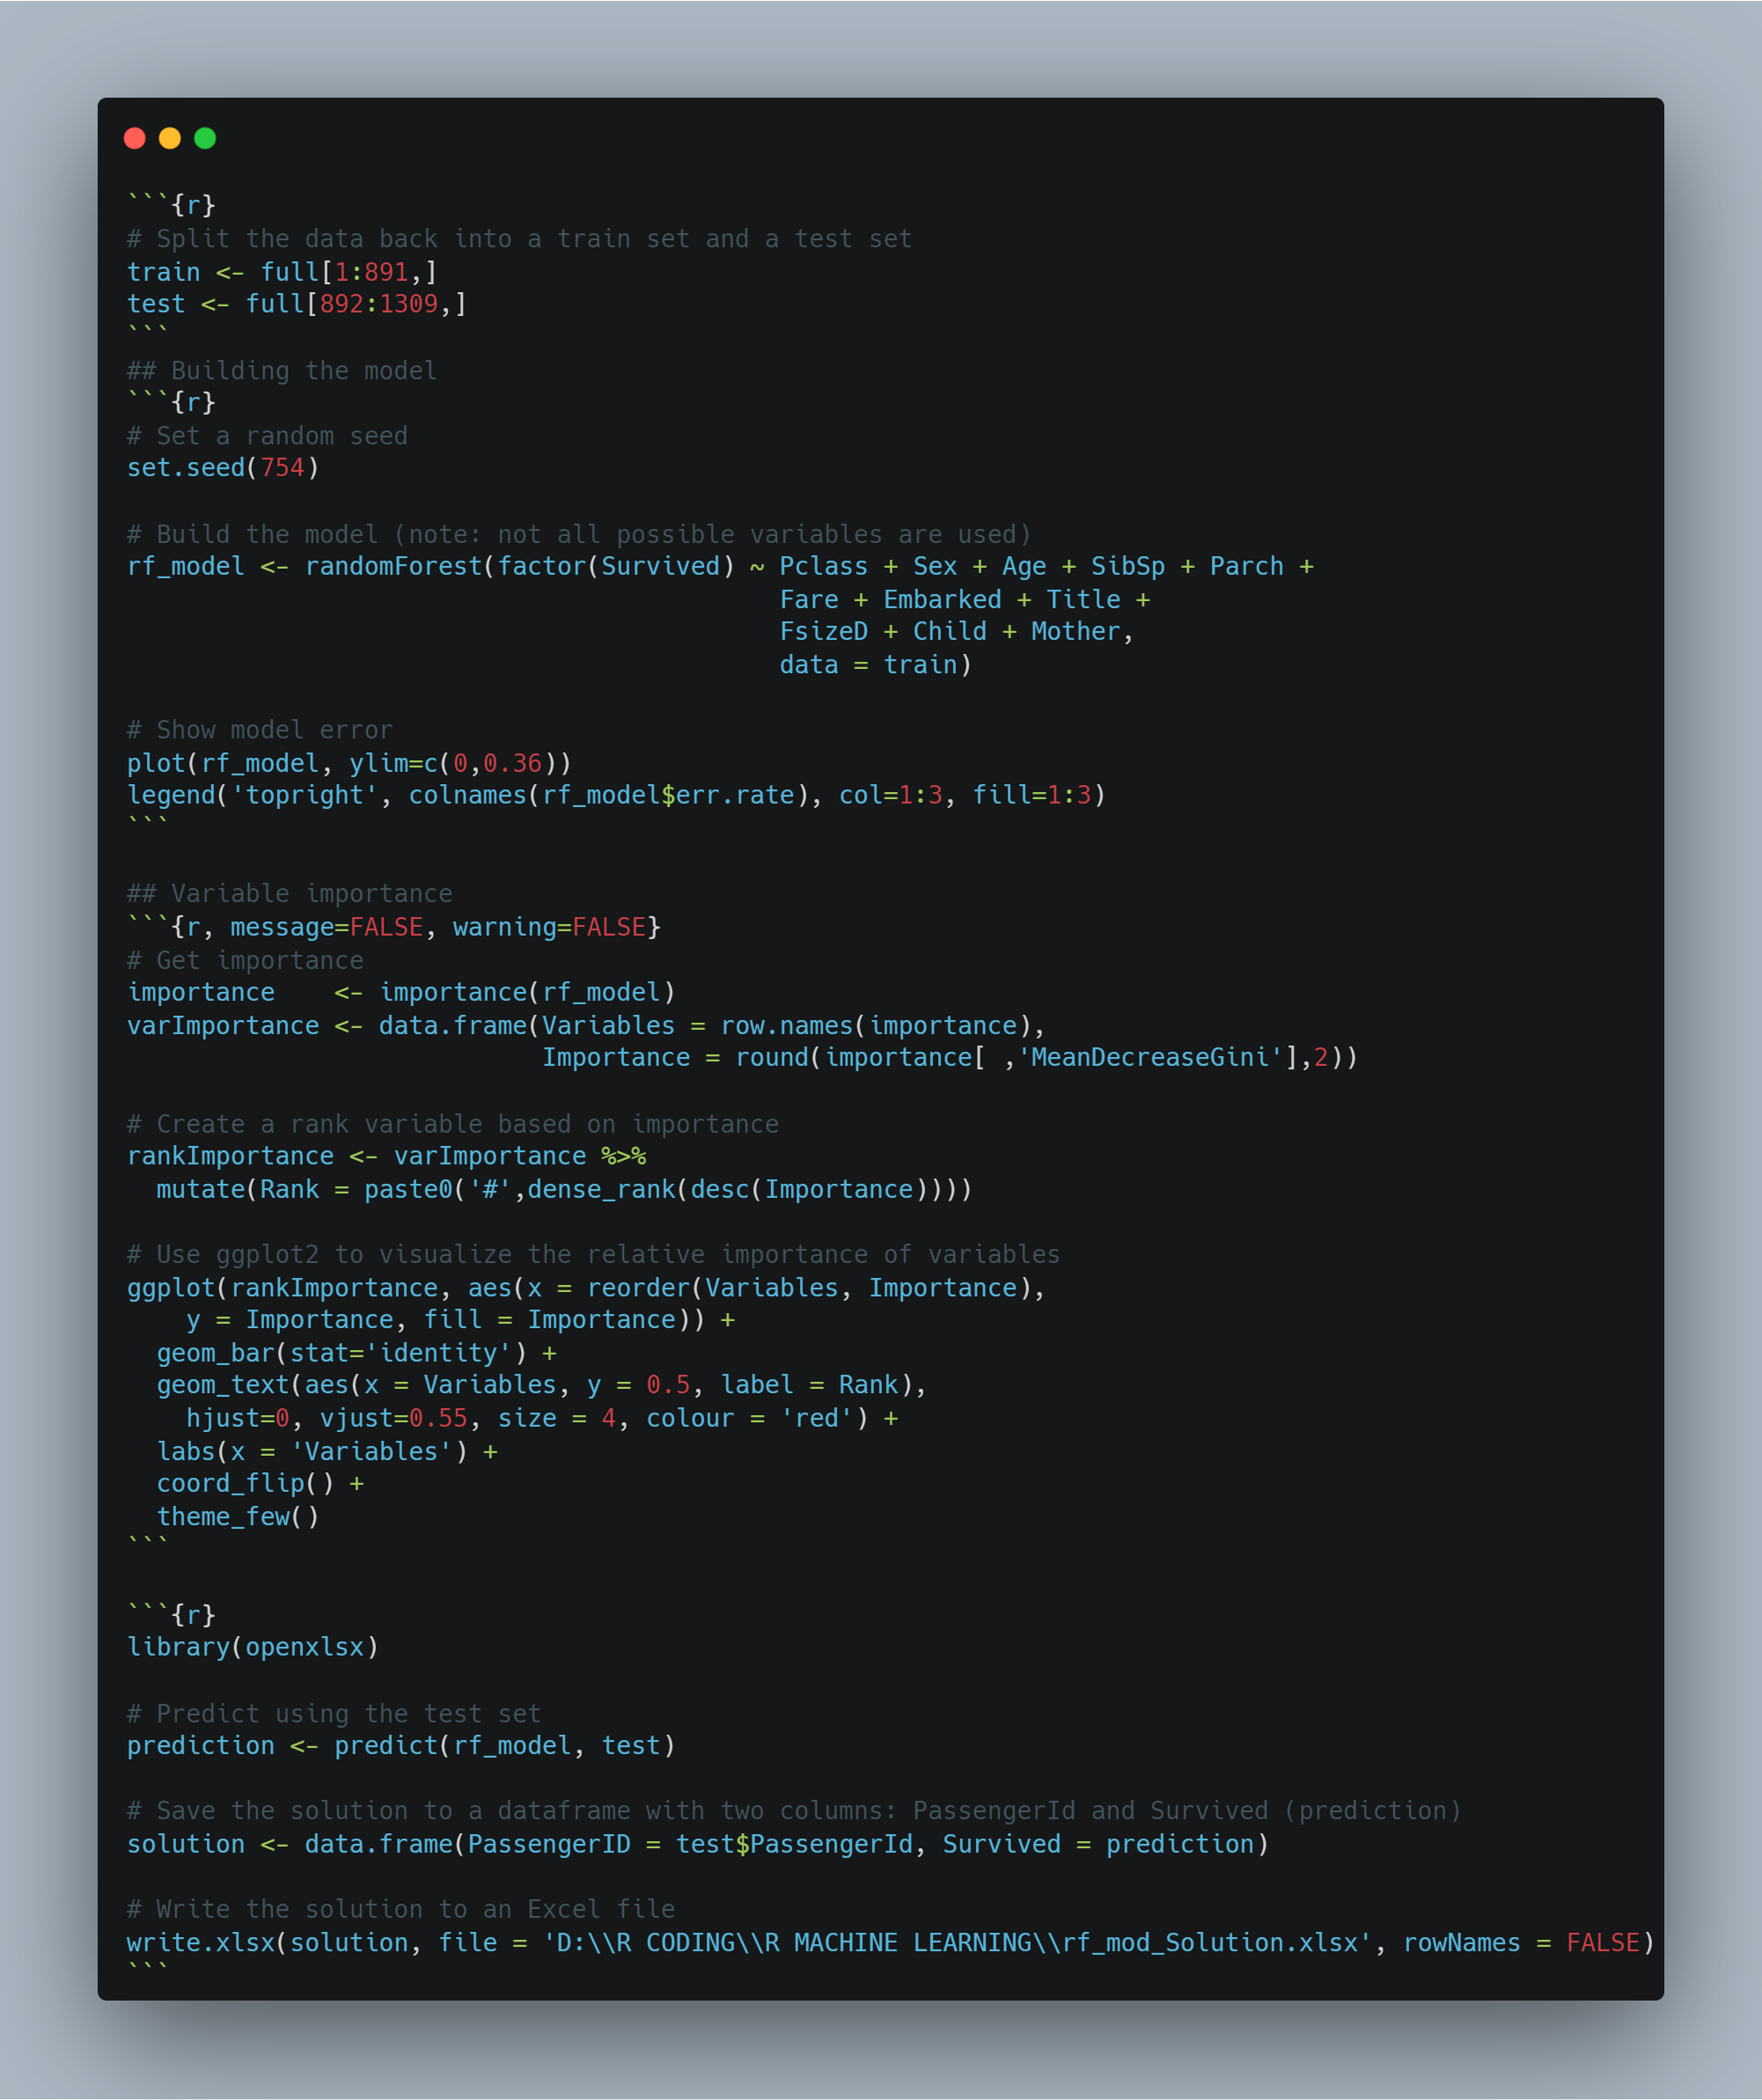 ```{r}
# Split the data back into a train set and a test set
train <- full[1:891,]
test <- full[892:1309,]
```
## Building the model
```{r}
# Set a random seed
set.seed(754)
# Build the model (note: not all possible variables are used)
rf_model <- randomForest(factor(Survived) ~ Pclass + Sex + Age + SibSp + Parch +
                                            Fare + Embarked + Title +
                                            FsizeD + Child + Mother,
                                            data = train)
# Show model error
plot(rf_model, ylim=c(0,0.36))
legend('topright', colnames(rf_model$err.rate), col=1:3, fill=1:3)
```
## Variable importance
```{r, message=FALSE, warning=FALSE}
# Get importance
importance    <- importance(rf_model)
varImportance <- data.frame(Variables = row.names(importance),
                            Importance = round(importance[ ,'MeanDecreaseGini'],2))
# Create a rank variable based on importance
rankImportance <- varImportance %>%
  mutate(Rank = paste0('#',dense_rank(desc(Importance))))
# Use ggplot2 to visualize the relative importance of variables
ggplot(rankImportance, aes(x = reorder(Variables, Importance),
    y = Importance, fill = Importance)) +
  geom_bar(stat='identity') +
  geom_text(aes(x = Variables, y = 0.5, label = Rank),
    hjust=0, vjust=0.55, size = 4, colour = 'red') +
  labs(x = 'Variables') +
  coord_flip() +
  theme_few()
```
```{r}
library(openxlsx)
# Predict using the test set
prediction <- predict(rf_model, test)
# Save the solution to a dataframe with two columns: PassengerId and Survived (prediction)
solution <- data.frame(PassengerID = test$PassengerId, Survived = prediction)
# Write the solution to an Excel file
write.xlsx(solution, file = 'D:\\R CODING\\R MACHINE LEARNING\\rf_mod_Solution.xlsx', rowNames = FALSE)
```